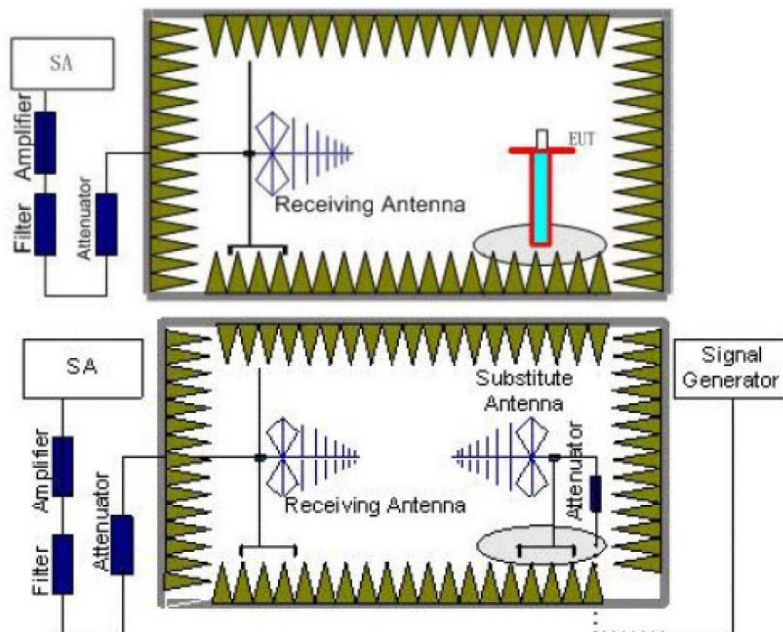 SA
Amplifier
Filter
Attenuator
Receiving Antenna
EUT
SA
Amplifier
Filter
Attenuator
Receiving Antenna
Substitute
Antenna
Attenuator
Signal
Generator